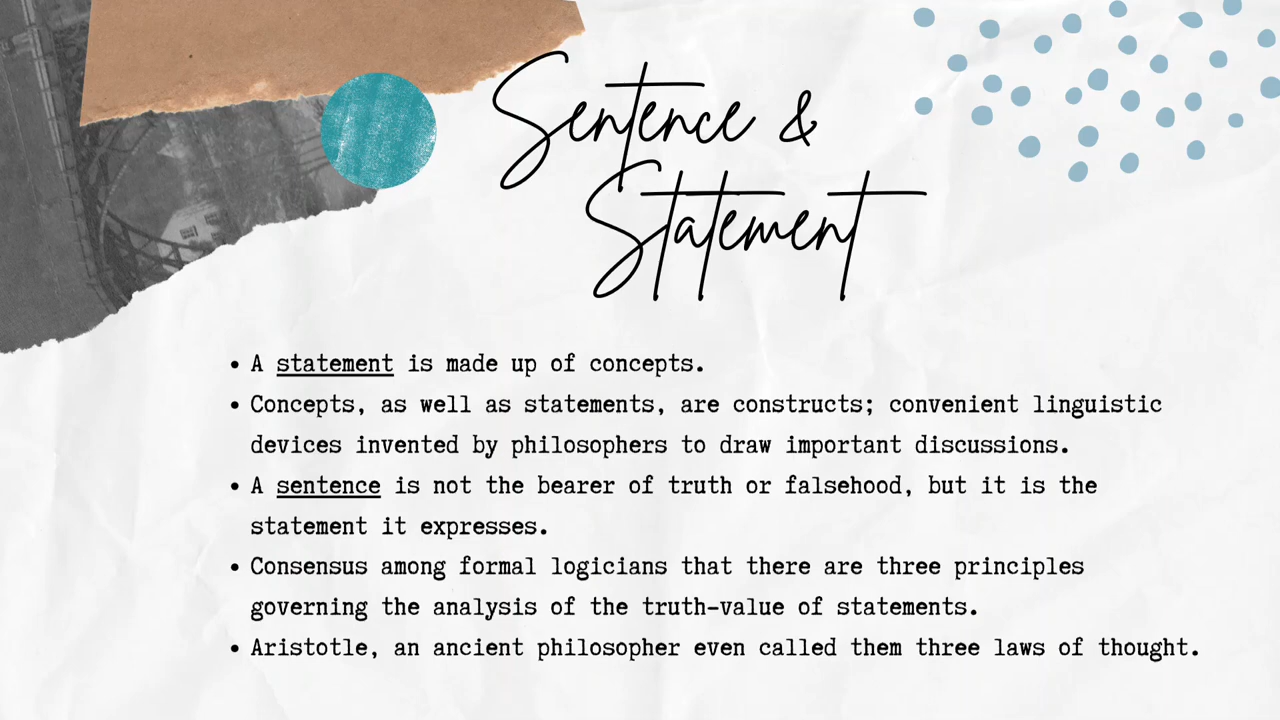 Sentence &
Statement
• A statement is made up of concepts.
• Concepts, as well as statements, are constructs; convenient linguistic
devices invented by philosophers to draw important discussions.
• A sentence is not the bearer of truth or falsehood, but it is the
statement it expresses.
• Consensus among formal logicians that there are three principles
governing the analysis of the truth-value of statements.
• Aristotle, an ancient philosopher even called them three laws of thought.